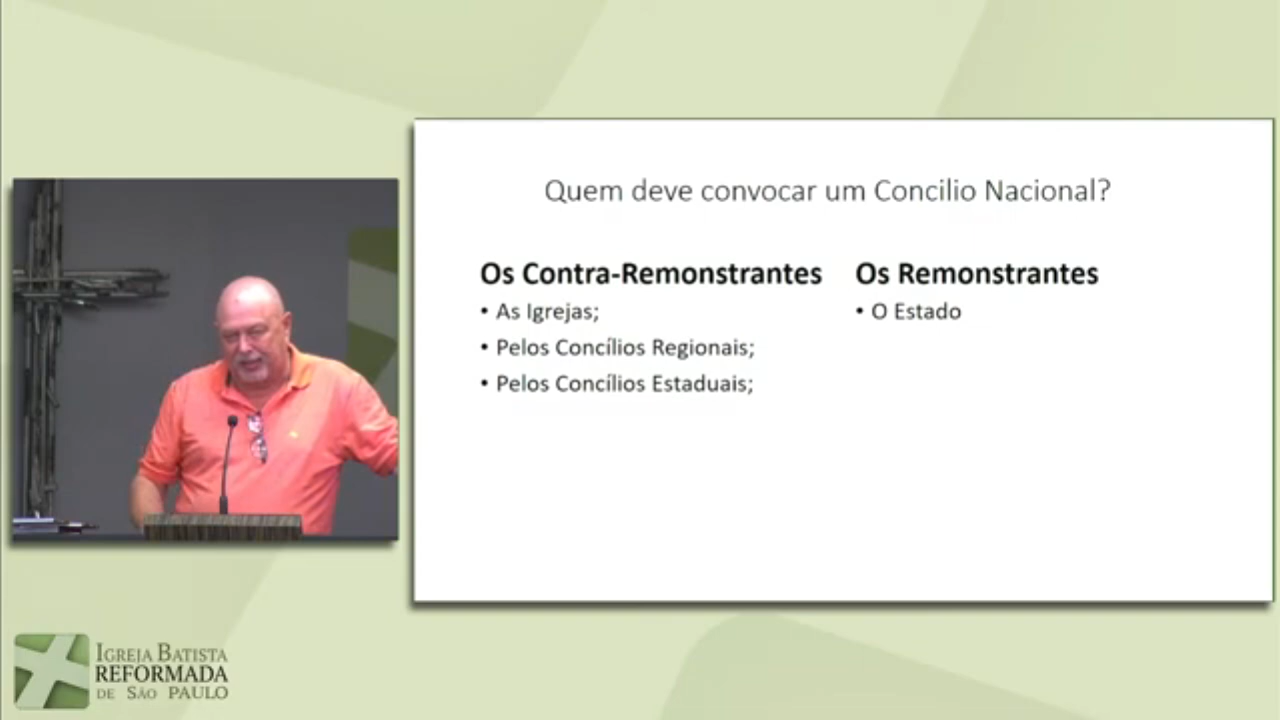 Quem deve convocar um Concilio Nacional?
Os Contra-Remonstrantes
• As Igrejas;
• Pelos Concílios Regionais;
• Pelos Concílios Estaduais;
Os Remonstrantes
• O Estado
IGREJA BATISTA
REFORMADA
DE SÃO PAULO